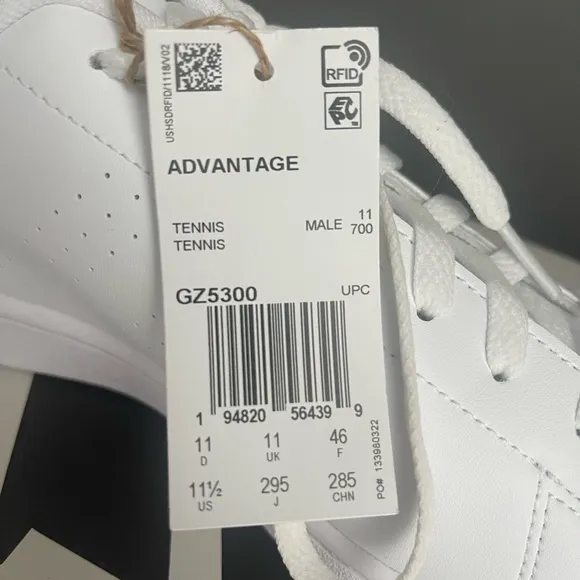 USHSDRFID/1118/V02
RFID
EPC
ADVANTAGE
TENNIS MALE 11
TENNIS 700
GZ5300 UPC
1 94820 56439 9
11 11 46
D UK F
11½ 295 285
US J CHN
PO# 133980322